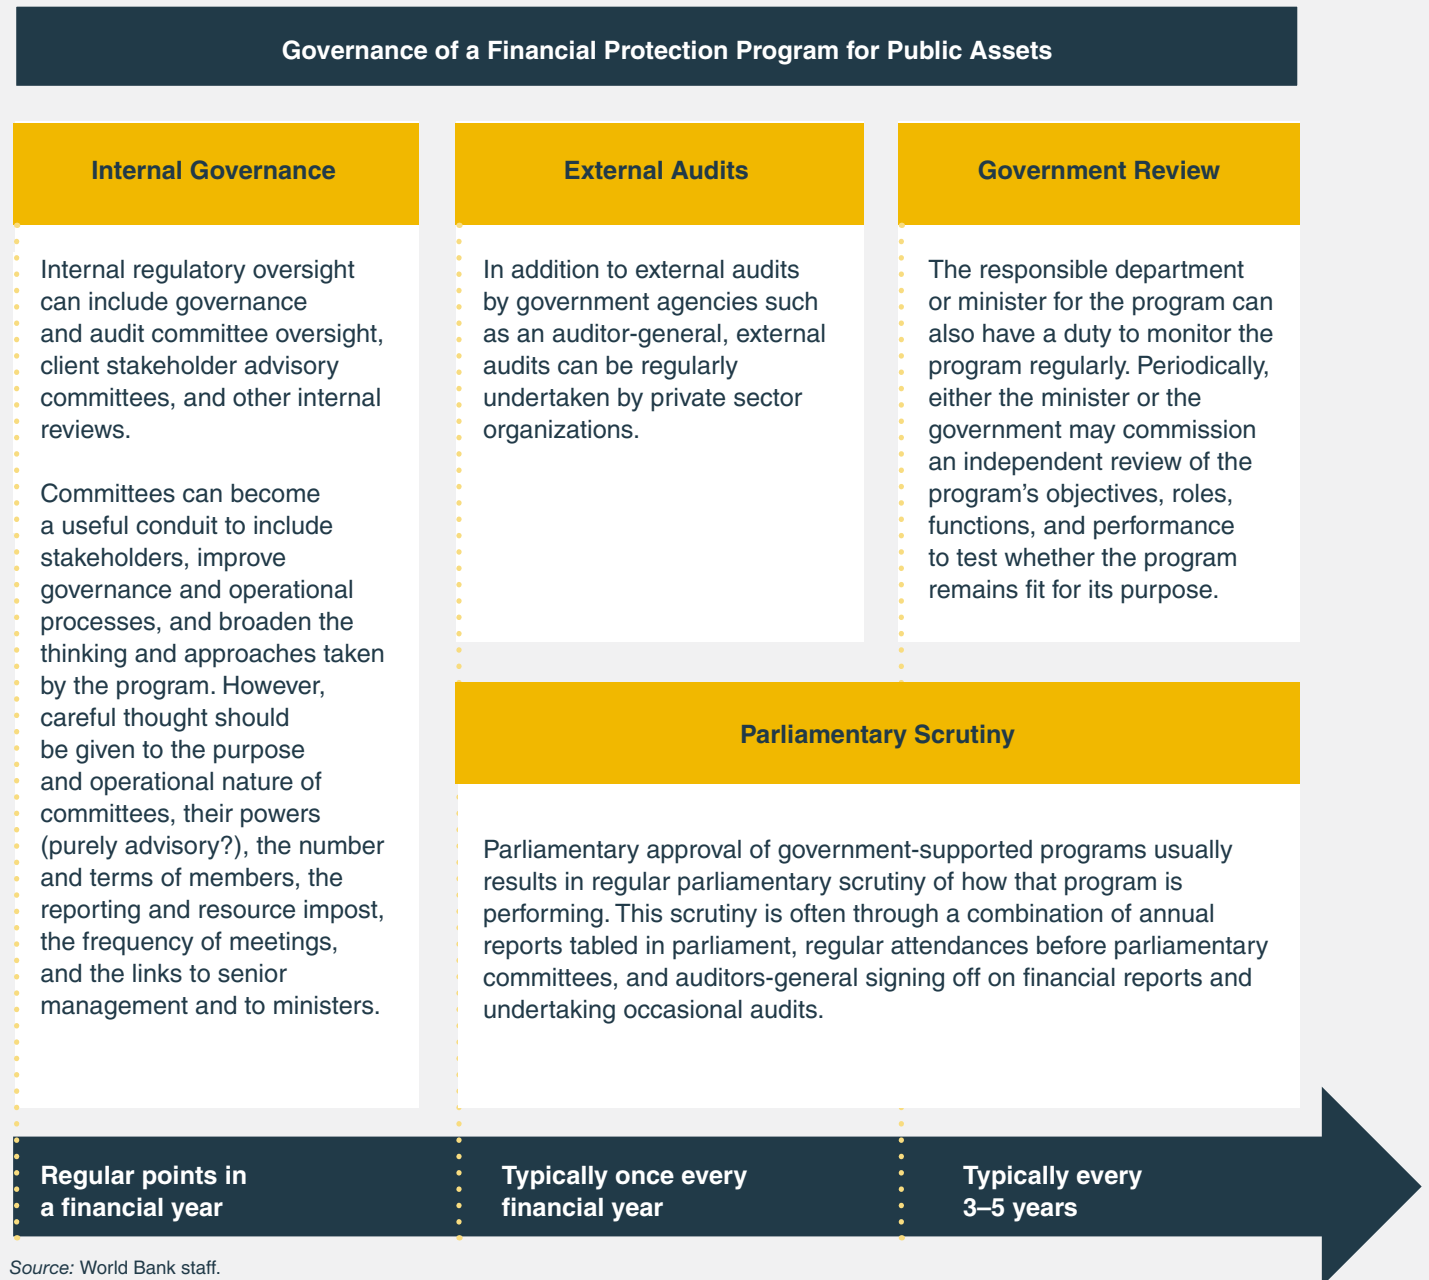 Governance of a Financial Protection Program for Public Assets
Internal Governance
Internal regulatory oversight
can include governance
and audit committee oversight,
client stakeholder advisory
committees, and other internal
reviews.
Committees can become
a useful conduit to include
stakeholders, improve
governance and operational
processes, and broaden the
thinking and approaches taken
by the program. However,
careful thought should
be given to the purpose
and operational nature of
committees, their powers
(purely advisory?), the number
and terms of members, the
reporting and resource impost,
the frequency of meetings,
and the links to senior
management and to ministers.
External Audits
In addition to external audits
by government agencies such
as an auditor-general, external
audits can be regularly
undertaken by private sector
organizations.
Government Review
The responsible department
or minister for the program can
also have a duty to monitor the
program regularly. Periodically,
either the minister or the
government may commission
an independent review of the
program’s objectives, roles,
functions, and performance
to test whether the program
remains fit for its purpose.
Parliamentary Scrutiny
Parliamentary approval of government-supported programs usually
results in regular parliamentary scrutiny of how that program is
performing. This scrutiny is often through a combination of annual
reports tabled in parliament, regular attendances before parliamentary
committees, and auditors-general signing off on financial reports and
undertaking occasional audits.
Regular points in
a financial year
Typically once every
financial year
Typically every
3–5 years
Source: World Bank staff.